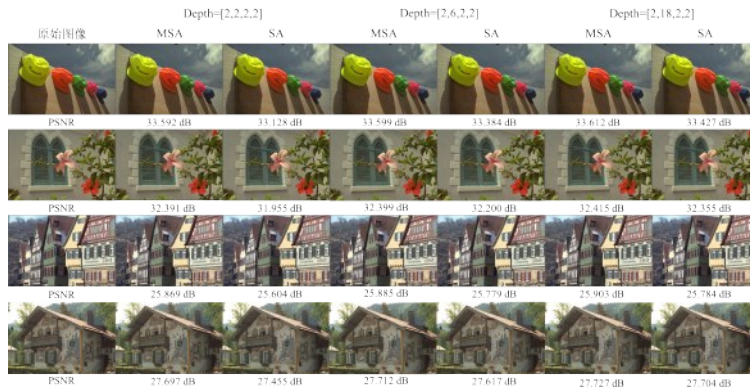 Depth=[2,2,2,2] Depth=[2,6,2,2] Depth=[2,18,2,2]
原始图像 MSA SA MSA SA MSA SA
PSNR 33.592 dB 33.128 dB 33.599 dB 33.384 dB 33.612 dB 33.427 dB
PSNR 32.391 dB 31.955 dB 32.399 dB 32.200 dB 32.415 dB 32.355 dB
PSNR 25.869 dB 25.604 dB 25.885 dB 25.779 dB 25.903 dB 25.784 dB
PSNR 27.697 dB 27.455 dB 27.712 dB 27.617 dB 27.727 dB 27.704 dB